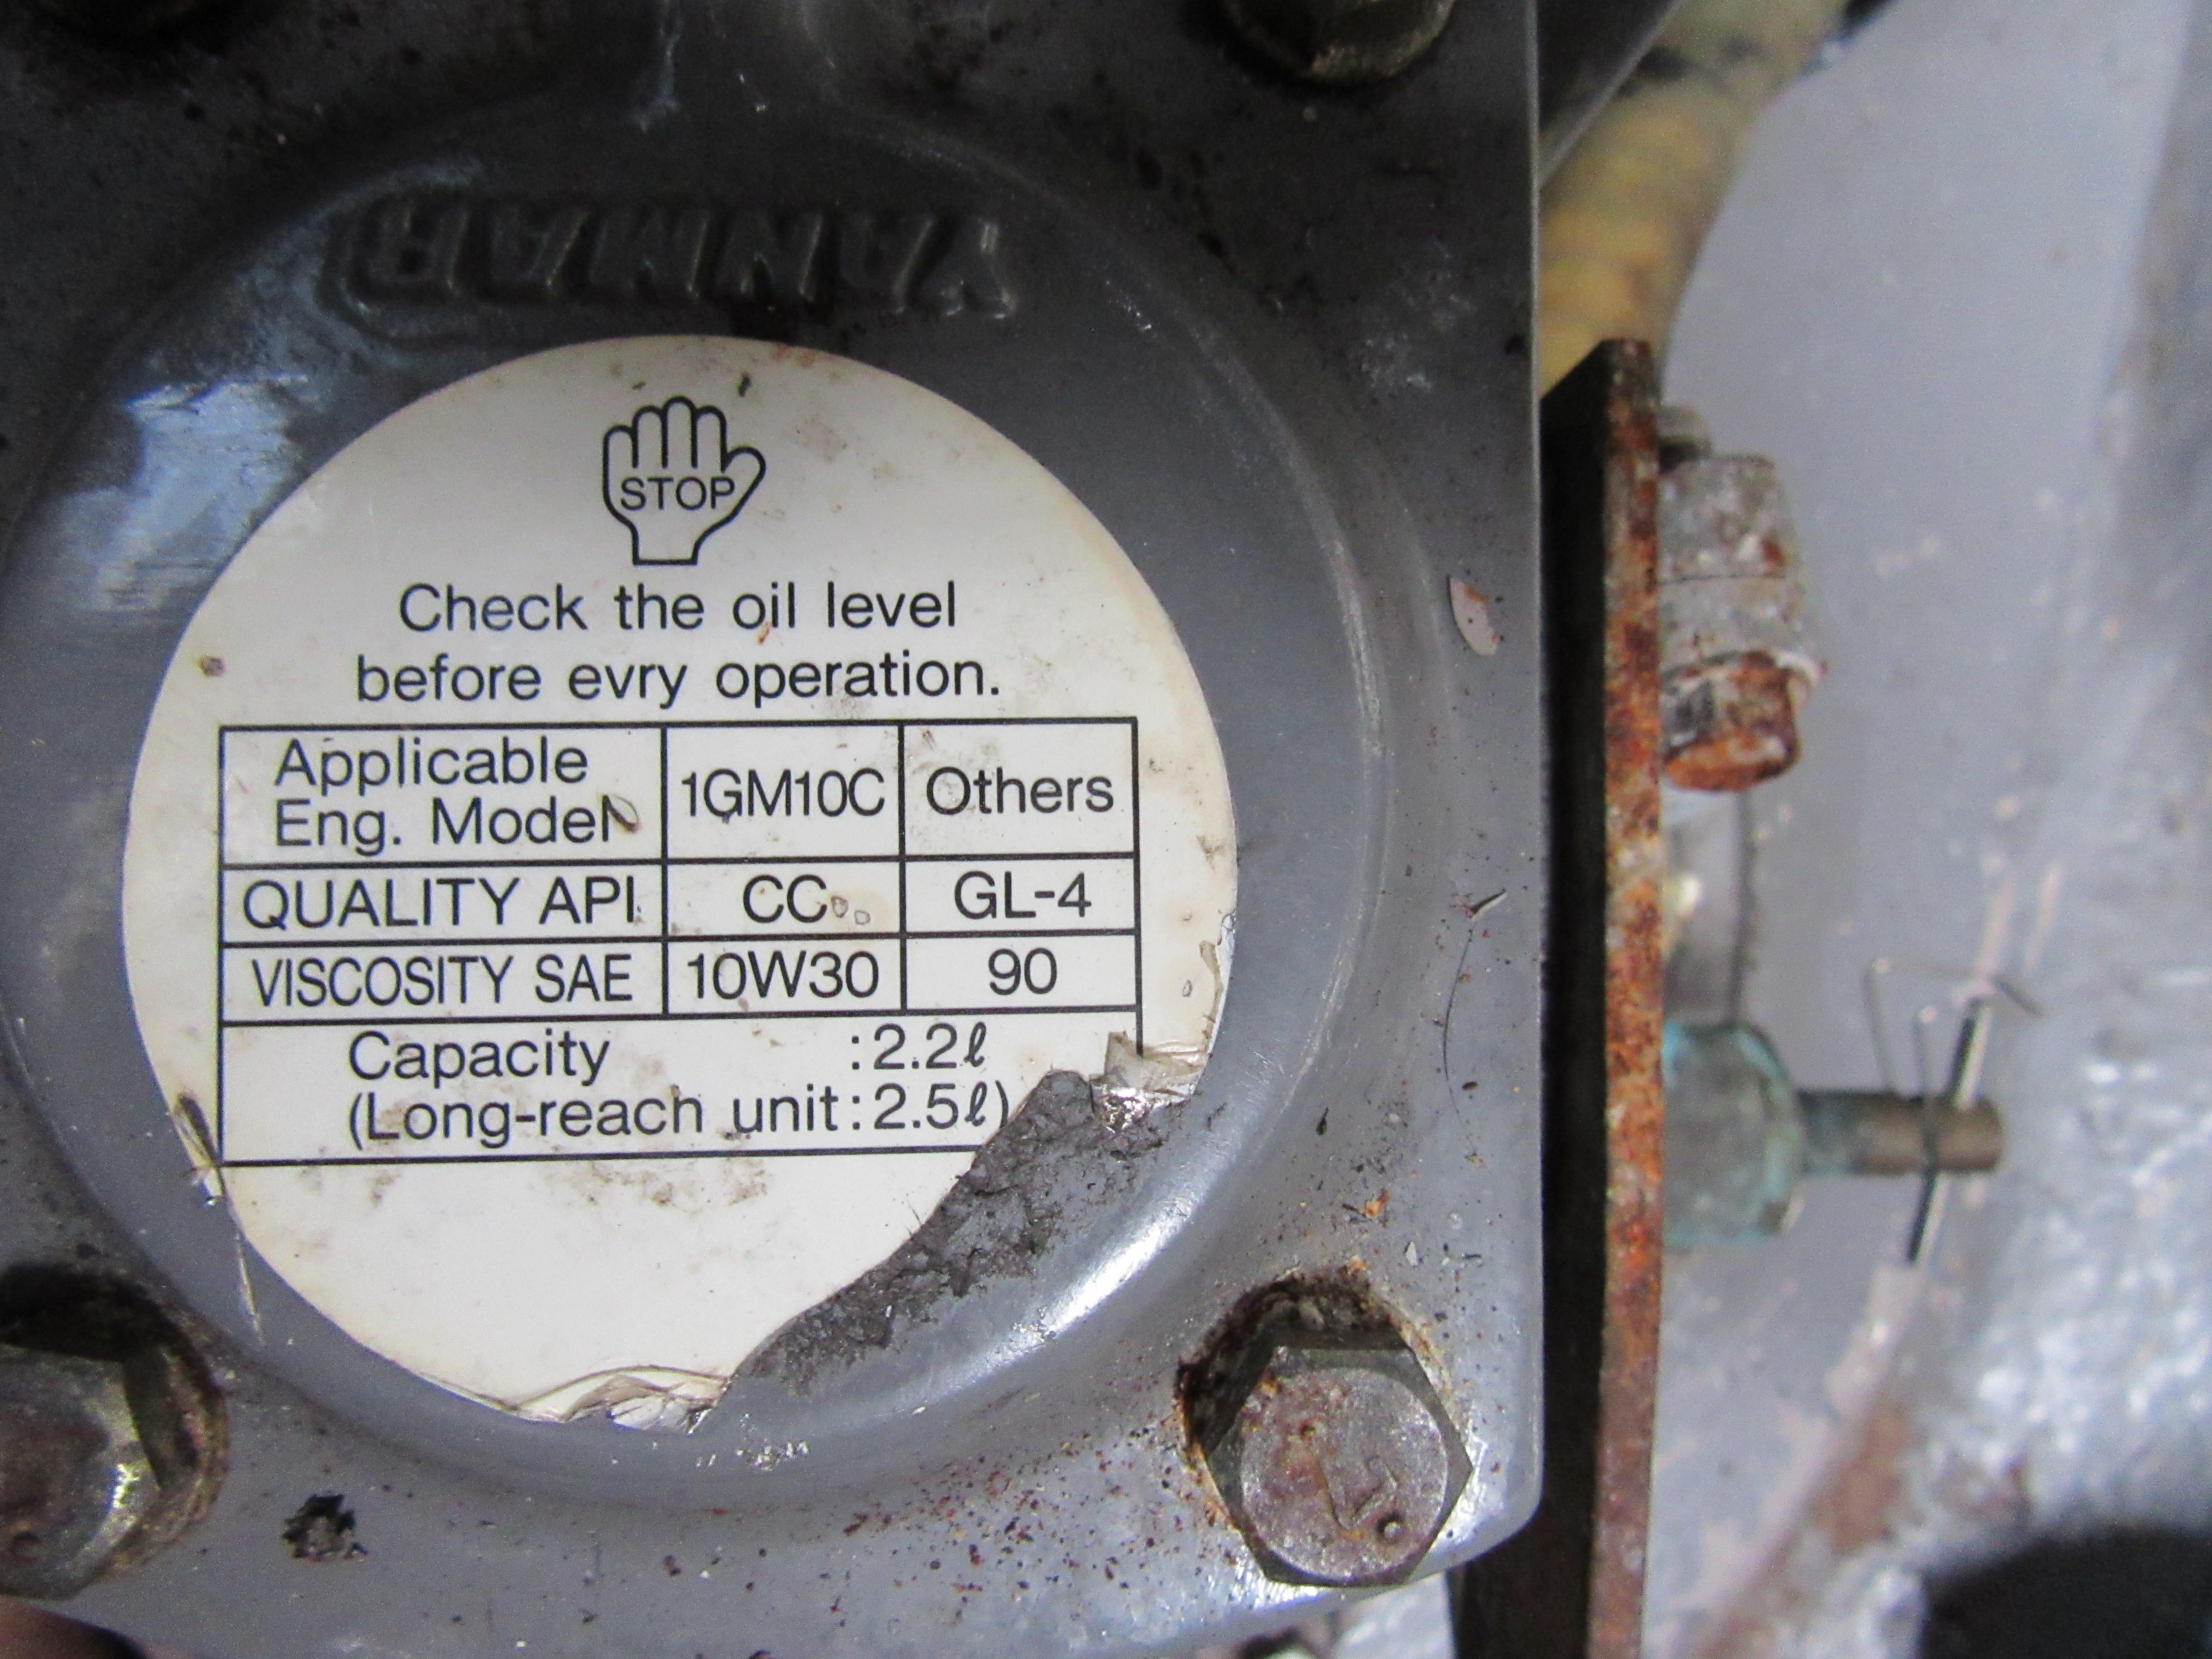 YANMAR
STOP
Check the oil level
before evry operation.
Applicable Eng. Model 1GM10C Others
QUALITY API CC GL-4
VISCOSITY SAE 10W30 90
Capacity :2.2ℓ
(Long-reach unit:2.5ℓ)